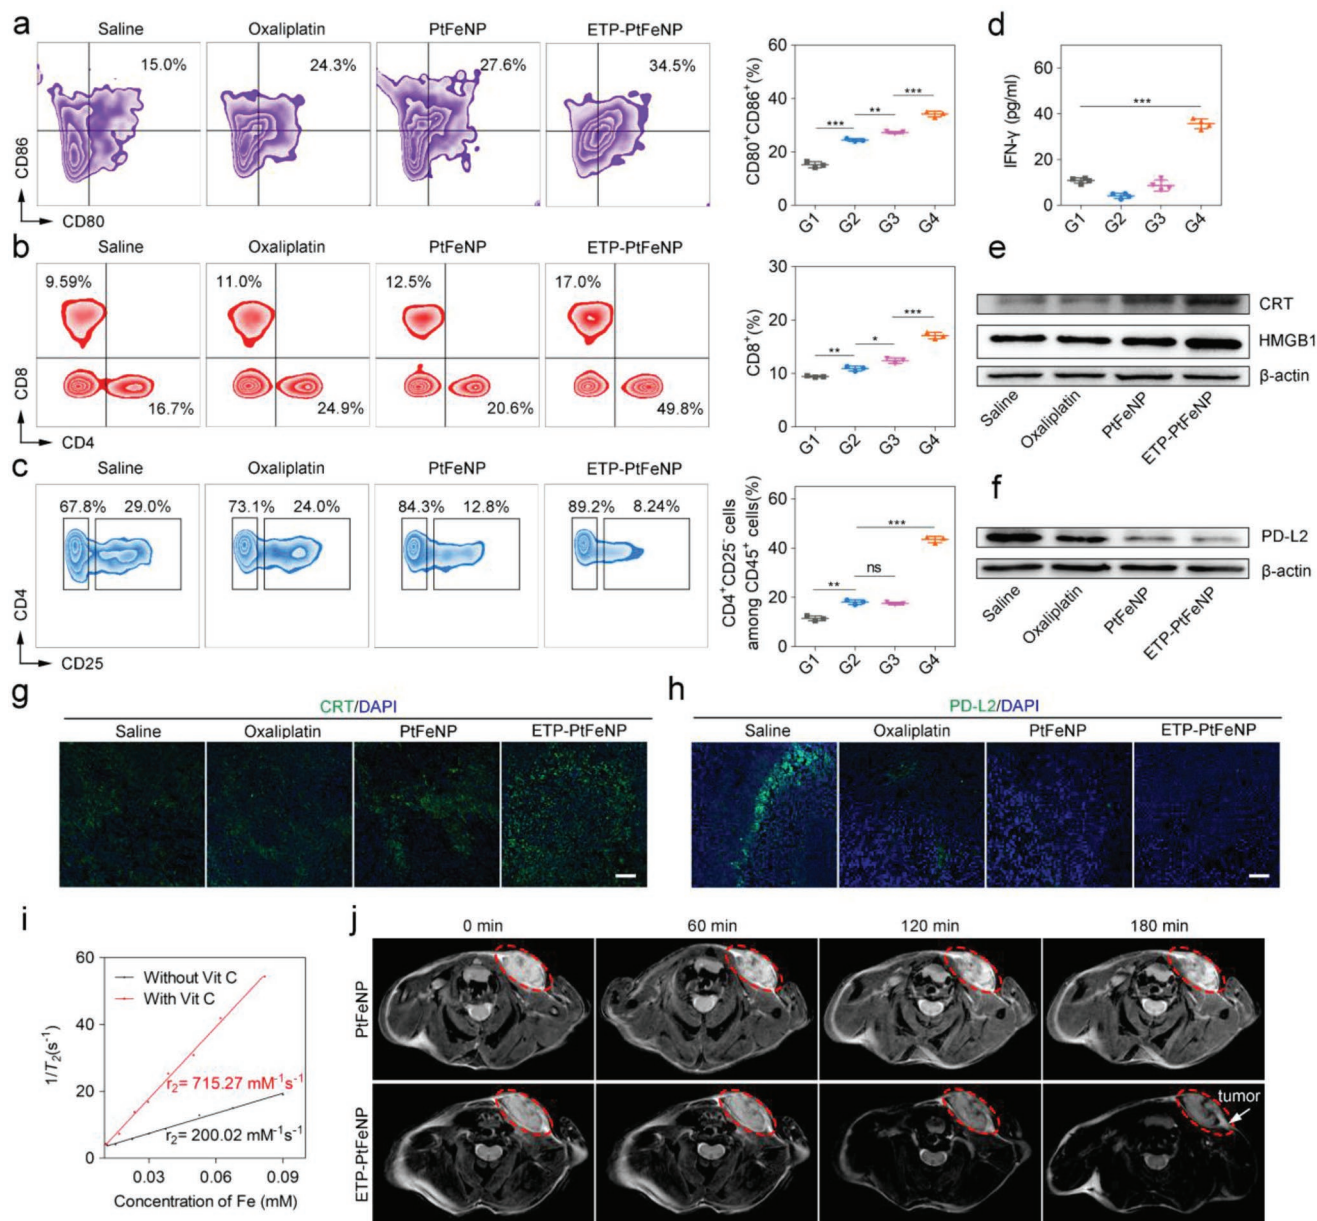 a
Saline
Oxaliplatin
PtFeNP
ETP-PtFeNP
15.0%
24.3%
27.6%
34.5%
CD86
CD80
CD80⁺CD86⁺(%)
60
40
20
0
***
**
***
G1
G2
G3
G4
d
IFN-γ (pg/ml)
60
40
20
0
***
G1
G2
G3
G4
b
Saline
Oxaliplatin
PtFeNP
ETP-PtFeNP
9.59%
11.0%
12.5%
17.0%
16.7%
24.9%
20.6%
49.8%
CD8
CD4
CD8⁺(%)
30
20
10
0
**
*
***
G1
G2
G3
G4
e
CRT
HMGB1
β-actin
Saline
Oxaliplatin
PtFeNP
ETP-PtFeNP
c
Saline
Oxaliplatin
PtFeNP
ETP-PtFeNP
67.8%
29.0%
73.1%
24.0%
84.3%
12.8%
89.2%
8.24%
CD4
CD25
CD4⁺CD25⁻ cells
among CD45⁺ cells(%)
60
40
20
0
**
ns
***
G1
G2
G3
G4
f
PD-L2
β-actin
Saline
Oxaliplatin
PtFeNP
ETP-PtFeNP
g
CRT/DAPI
Saline
Oxaliplatin
PtFeNP
ETP-PtFeNP
h
PD-L2/DAPI
Saline
Oxaliplatin
PtFeNP
ETP-PtFeNP
i
60
40
20
0
1/T₂(s⁻¹)
Without Vit C
With Vit C
r₂= 715.27 mM⁻¹s⁻¹
r₂= 200.02 mM⁻¹s⁻¹
0.03
0.06
0.09
Concentration of Fe (mM)
j
0 min
60 min
120 min
180 min
PtFeNP
ETP-PtFeNP
tumor